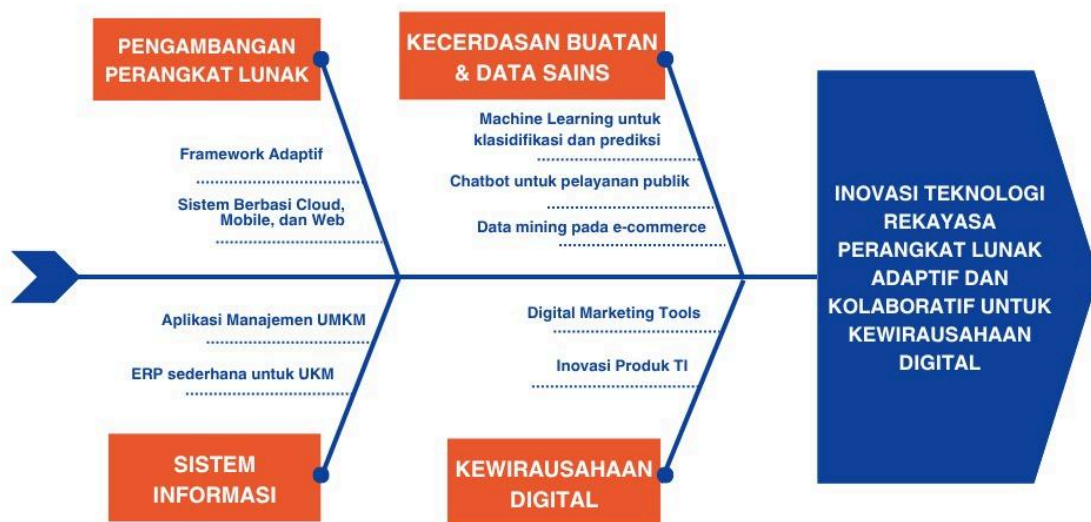 PENGAMBANGAN
PERANGKAT LUNAK
KECERDASAN BUATAN
& DATA SAINS
Framework Adaptif
Sistem Berbasi Cloud,
Mobile, dan Web
Machine Learning untuk
klasidifikasi dan prediksi
Chatbot untuk pelayanan publik
Data mining pada e-commerce
INOVASI TEKNOLOGI
REKAYASA
PERANGKAT LUNAK
ADAPTIF DAN
KOLABORATIF UNTUK
KEWIRAUSAHAAN
DIGITAL
Aplikasi Manajemen UMKM
ERP sederhana untuk UKM
Digital Marketing Tools
Inovasi Produk TI
SISTEM
INFORMASI
KEWIRAUSAHAAN
DIGITAL